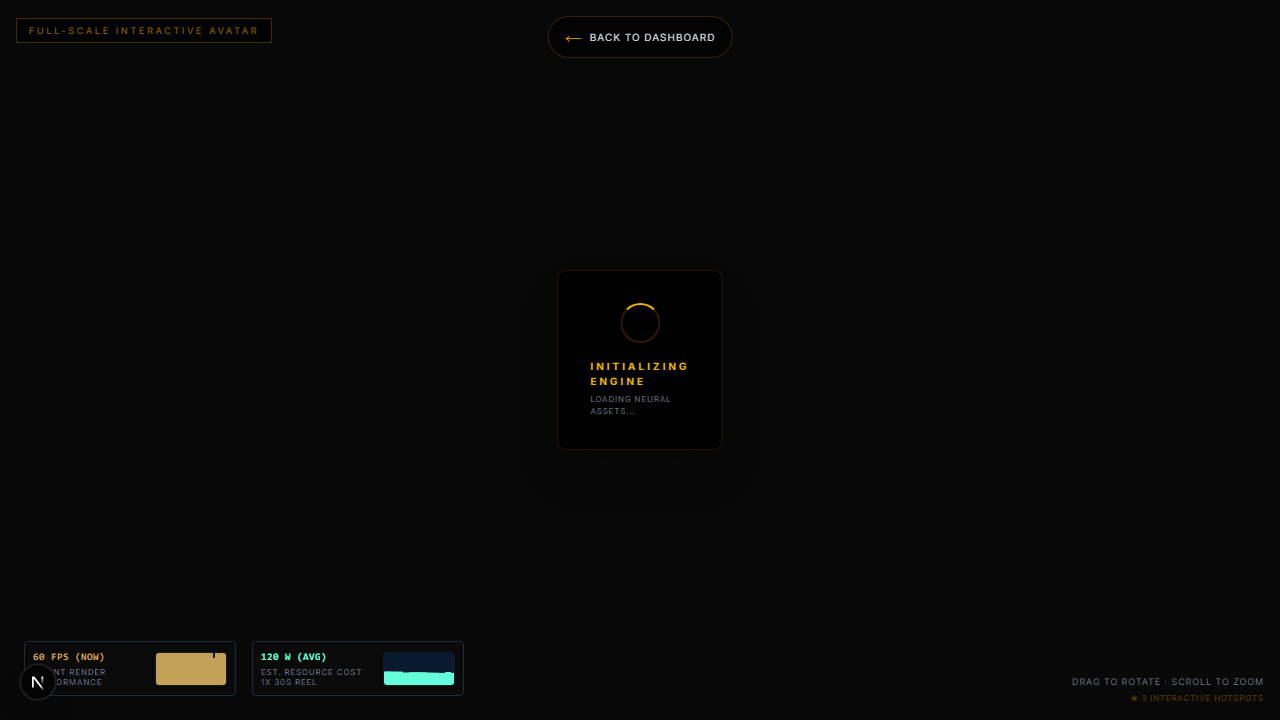 FULL-SCALE INTERACTIVE AVATAR
← BACK TO DASHBOARD
INITIALIZING
ENGINE
LOADING NEURAL
ASSETS...
60 FPS (NOW)
RENDER
120 W (AVG)
EST. RESOURCE COST
1X 30S REEL
N
DRAG TO ROTATE · SCROLL TO ZOOM
3 INTERACTIVE HOTSPOTS